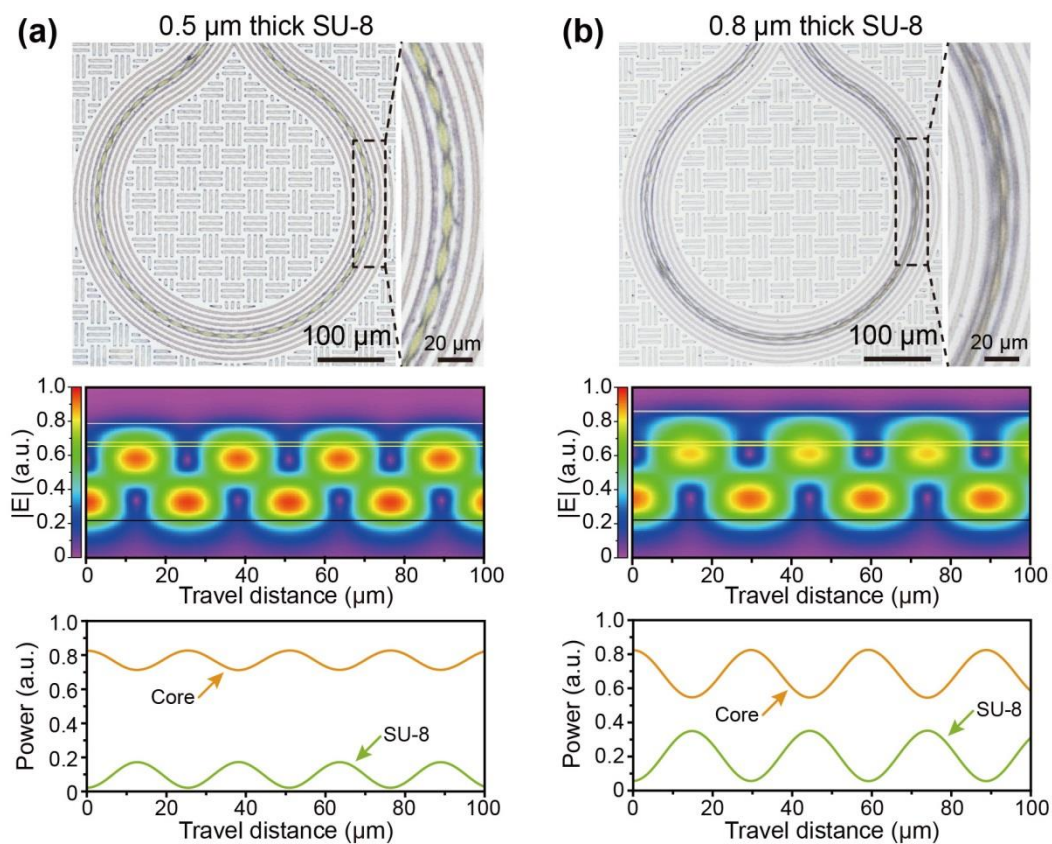 (a) 0.5 µm thick SU-8
100 µm
20 µm
|E| (a.u.)
1.0
0.8
0.6
0.4
0.2
0
0 20 40 60 80 100
Travel distance (µm)
Power (a.u.)
1.0
0.8
0.4
0.2
0
Core
SU-8
0 20 40 60 80 100
Travel distance (µm)
(b) 0.8 µm thick SU-8
100 µm
20 µm
|E| (a.u.)
1.0
0.8
0.6
0.4
0.2
0
0 20 40 60 80 100
Travel distance (µm)
Power (a.u.)
1.0
0.8
0.4
0.2
0
Core
SU-8
0 20 40 60 80 100
Travel distance (µm)